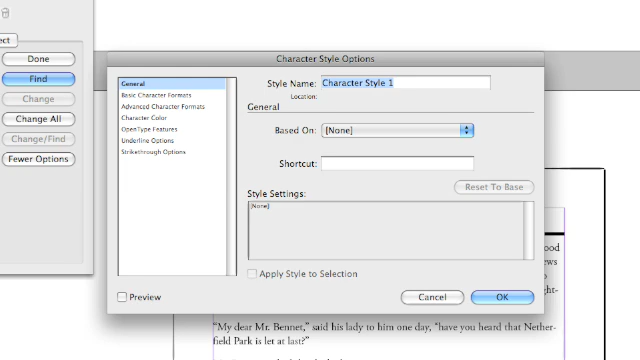 ect
Done
Find
Change
Change All
Change/Find
Fewer Options
Character Style Options
General
Basic Character Formats
Advanced Character Formats
Character Color
OpenType Features
Underline Options
Strikethrough Options
Style Name: Character Style 1
Location:
General
Based On: [None]
Shortcut:
Reset To Base
Style Settings:
[None]
Apply Style to Selection
Preview
Cancel
OK
ood
ews
to
ght-
“My dear Mr. Bennet,” said his lady to him one day, “have you heard that Nether-
field Park is let at last?”